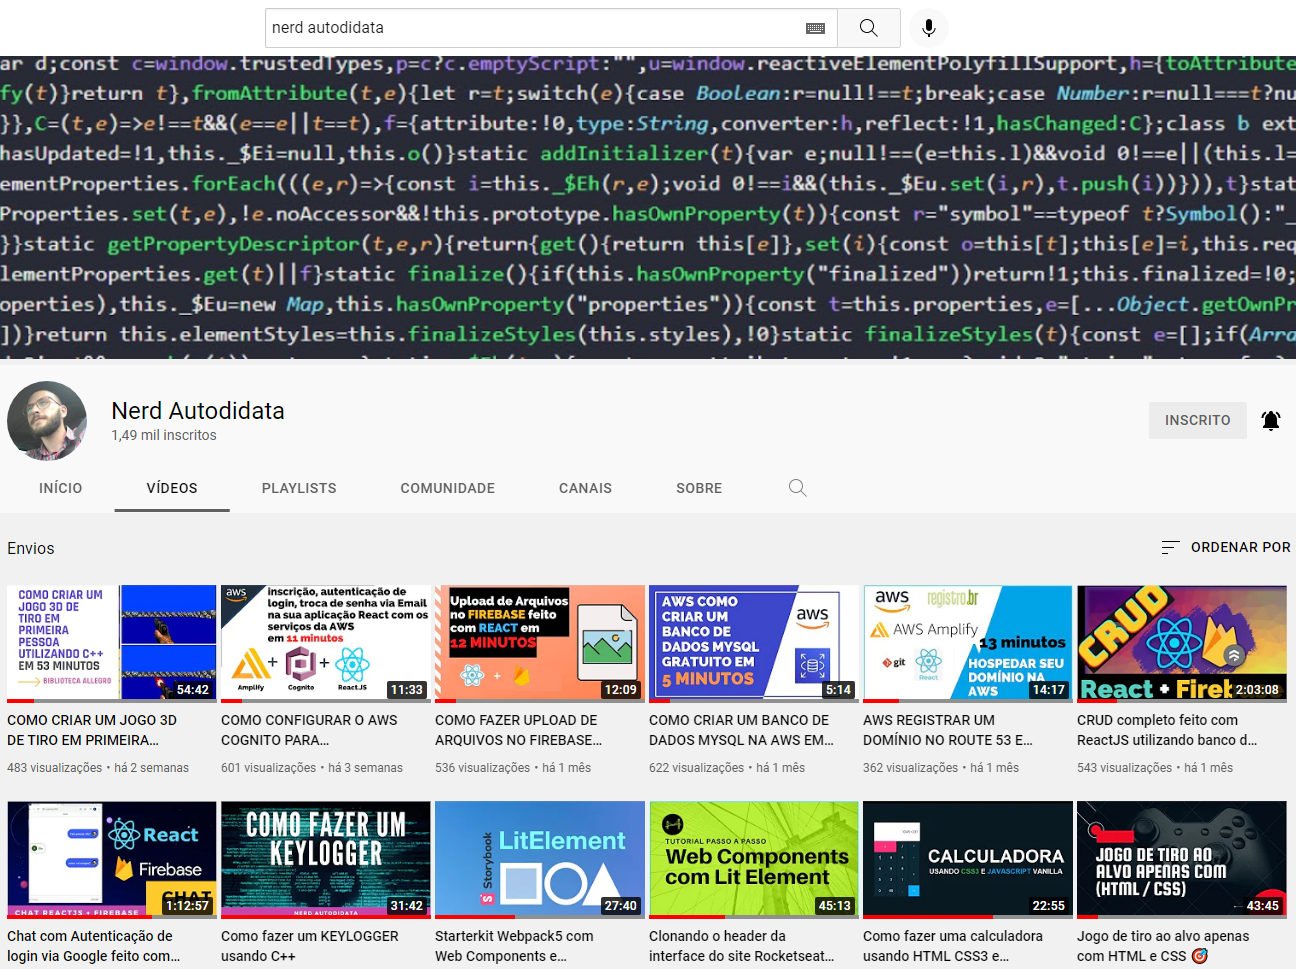 nerd autodidata
ar d;const c=window.trustedTypes,p=c?c.emptyScript:"",u=window.reactiveElementPolyfillSupport,h={toAttribute
fy(t)}return t},fromAttribute(t,e){let r=t;switch(e){case Boolean:r=null!==t;break;case Number:r=null===t?nu
}},C=(t,e)=>e!==t&&(e==e||t==t),f={attribute:!0,type:String,converter:h,reflect:!1,hasChanged:C};class b ext
hasUpdated=!1,this._$Ei=null,this.o()}static addInitializer(t){var e;null!==(e=this.l)&&void 0!==e||(this.l=
ementProperties.forEach(((e,r)=>{const i=this._$Eh(r,e);void 0!==i&&(this._$Eu.set(i,r),t.push(i))})),t}stat
Properties.set(t,e),!e.noAccessor&&!this.prototype.hasOwnProperty(t)){const r="symbol"==typeof t?Symbol():"_
}}static getPropertyDescriptor(t,e,r){return{get(){return this[e]},set(i){const o=this[t];this[e]=i,this.req
lementProperties.get(t)||f}static finalize(){if(this.hasOwnProperty("finalized"))return!1;this.finalized=!0;
operties),this._$Eu=new Map,this.hasOwnProperty("properties")){const t=this.properties,e=[...Object.getOwnPr
])}return this.elementStyles=this.finalizeStyles(this.styles),!0}static finalizeStyles(t){const e=[];if(Arra
Nerd Autodidata
1,49 mil inscritos
INSCRITO
INÍCIO VÍDEOS PLAYLISTS COMUNIDADE CANAIS SOBRE
Envios
ORDENAR POR
COMO CRIAR UM
JOGO 3D DE
TIRO EM
PRIMEIRA
PESSOA
UTILIZANDO C++
EM 53 MINUTOS
BIBLIOTECA ALLEGRO
54:42
aws
inscrição, autenticação de
login, troca de senha via Email
na sua aplicação React com os
serviços da AWS
em 11 minutos
+ +
Amplify Cognito React.JS
11:33
Upload de Arquivos
no FIREBASE feito
com REACT em
12 MINUTOS
+
12:09
AWS COMO
CRIAR UM
BANCO DE
DADOS MYSQL
GRATUITO EM
5 MINUTOS
aws
5:14
aws
registro.br
AWS Amplify
13 minutos
git
React
HOSPEDAR SEU
DOMÍNIO NA
AWS
14:17
CRUD
React + Fireb
2:03:08
COMO CRIAR UM JOGO 3D
DE TIRO EM PRIMEIRA...
483 visualizações • há 2 semanas
COMO CONFIGURAR O AWS
COGNITO PARA...
601 visualizações • há 3 semanas
COMO FAZER UPLOAD DE
ARQUIVOS NO FIREBASE...
536 visualizações • há 1 mês
COMO CRIAR UM BANCO DE
DADOS MYSQL NA AWS EM...
622 visualizações • há 1 mês
AWS REGISTRAR UM
DOMÍNIO NO ROUTE 53 E...
362 visualizações • há 1 mês
CRUD completo feito com
ReactJS utilizando banco d...
543 visualizações • há 1 mês
React
Firebase
CHAT
CHAT REACTJS + FIREBASE
1:12:57
COMO FAZER UM
KEYLOGGER
NERD AUTODIDATA
31:42
Storybook
LitElement
27:40
TUTORIAL PASSO A PASSO
Web Components
com Lit Element
45:13
CALCULADORA
USANDO CSS3 E JAVASCRIPT VANILLA
22:55
JOGO DE TIRO AO
ALVO APENAS COM
(HTML / CSS)
43:45
Chat com Autenticação de
login via Google feito com...
Como fazer um KEYLOGGER
usando C++
Starterkit Webpack5 com
Web Components e...
Clonando o header da
interface do site Rocketseat...
Como fazer uma calculadora
usando HTML CSS3 e...
Jogo de tiro ao alvo apenas
com HTML e CSS 🎯